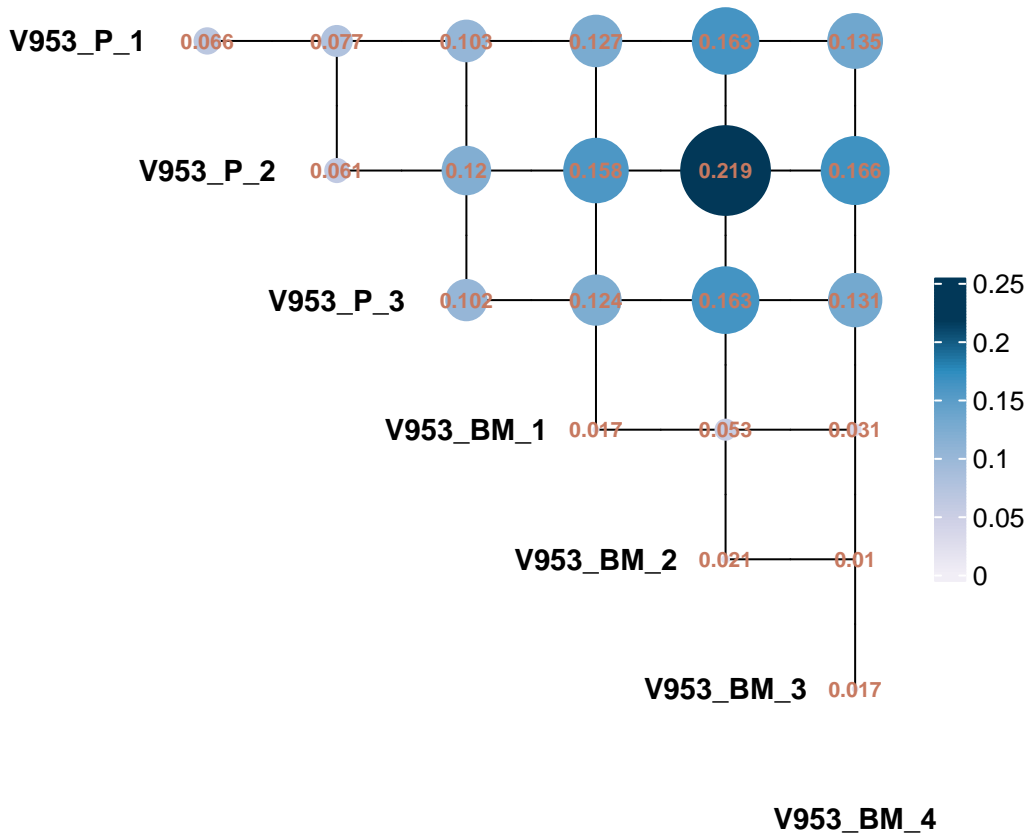 V953_P_1 0.066 0.077 0.103 0.127 0.163 0.135
V953_P_2 0.061 0.12 0.158 0.219 0.166
V953_P_3 0.102 0.124 0.163 0.131
V953_BM_1 0.017 0.053 0.031
V953_BM_2 0.021 0.01
V953_BM_3 0.017
V953_BM_4
0.25
0.2
0.15
0.1
0.05
0